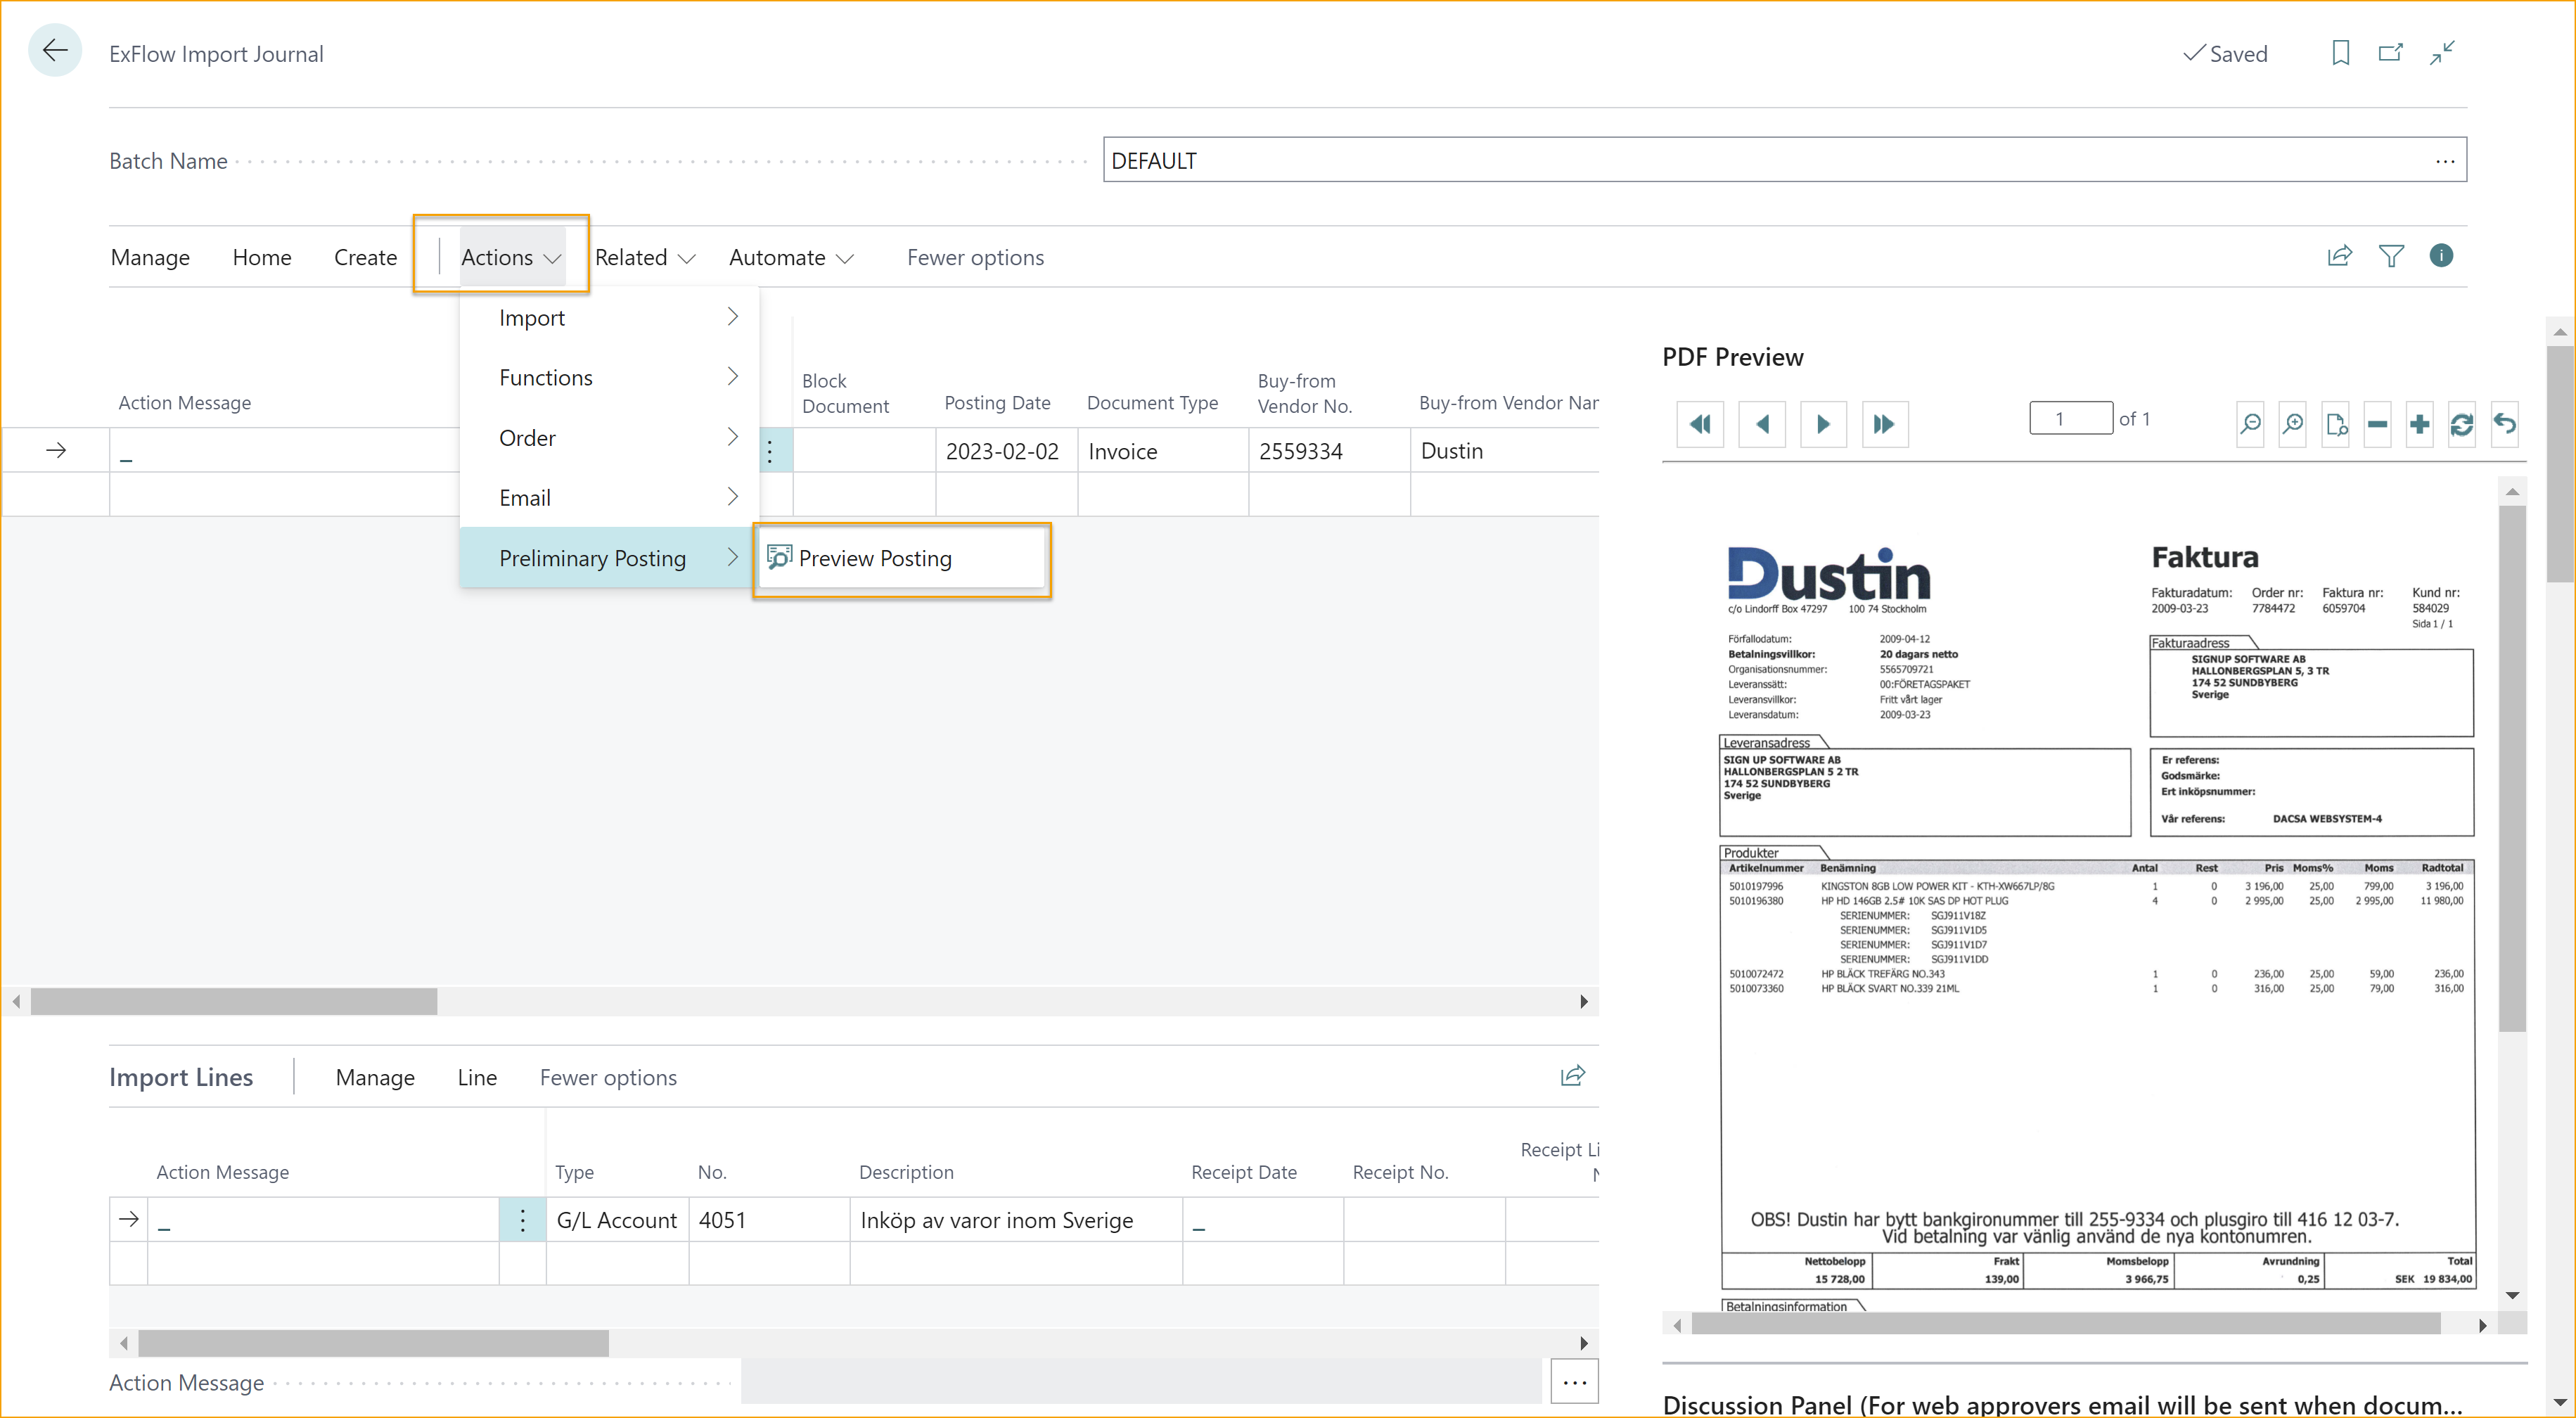 ExFlow Import Journal
Saved
Batch Name
DEFAULT
Manage Home Create Actions Related Automate Fewer options
Import
Functions
Order
Email
Preliminary Posting
Preview Posting
Action Message
Block Document
Posting Date
Document Type
Buy-from Vendor No.
Buy-from Vendor Nar
_ 2023-02-02 Invoice 2559334 Dustin
PDF Preview
1 of 1
Dustin
c/o Lindorff Box 47297 100 74 Stockholm
Faktura
Fakturadatum: Order nr: Faktura nr: Kund nr:
2009-03-23 7784472 6059704 584029
Sida 1 / 1
Förfallodatum: 2009-04-12
Betalningsvillkor: 20 dagars netto
Organisationsnummer: 5565709721
Leveranssätt: 00:FÖRETAGSPAKET
Leveransvillkor: Fritt vårt lager
Leveransdatum: 2009-03-23
Fakturaadress
SIGNUP SOFTWARE AB
HALLONBERGSPLAN 5, 3 TR
174 52 SUNDBYBERG
Sverige
Leveransadress
SIGN UP SOFTWARE AB
HALLONBERGSPLAN 5 2 TR
174 52 SUNDBYBERG
Sverige
Er referens:
Godsmärke:
Ert inköpsnummer:
Vår referens: DACSA WEBSYSTEM-4
Produkter
Artikelnummer Benämning Antal Rest Pris Moms% Moms Radtotal
5010197996 KINGSTON 8GB LOW POWER KIT - KTH-XW667LP/8G 1 0 3 196,00 25,00 799,00 3 196,00
5010196380 HP HD 146GB 2.5# 10K SAS DP HOT PLUG 4 0 2 995,00 25,00 2 995,00 11 980,00
SERIENUMMER: SGJ911V18Z
SERIENUMMER: SGJ911V1D5
SERIENUMMER: SGJ911V1D7
SERIENUMMER: SGJ911V1DD
5010072472 HP BLÄCK TREFÄRG NO.343 1 0 236,00 25,00 59,00 236,00
5010073360 HP BLÄCK SVART NO.339 21ML 1 0 316,00 25,00 79,00 316,00
OBS! Dustin har bytt bankgironummer till 255-9334 och plusgiro till 416 12 03-7.
Vid betalning var vänlig använd de nya kontonumren.
Nettobelopp Frakt Momsbelopp Avrundning Total
15 728,00 139,00 3 966,75 0,25 SEK 19 834,00
Betalningsinformation
Import Lines Manage Line Fewer options
Action Message Type No. Description Receipt Date Receipt No. Receipt Li
N
_ G/L Account 4051 Inköp av varor inom Sverige _
Action Message
Discussion Panel (For web approvers email will be sent when docum...